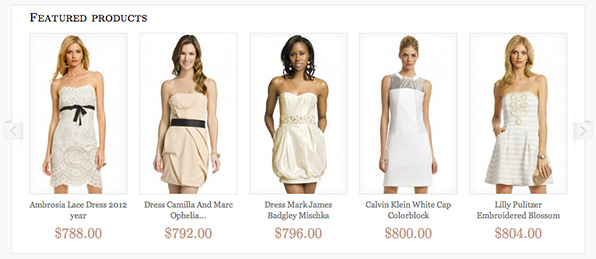 Featured products
Ambrosia Lace Dress 2012
year
$788.00
Dress Camilla And Marc
Ophelia...
$792.00
Dress Mark James
Badgley Mischka
$796.00
Calvin Klein White Cap
Colorblock
$800.00
Lilly Pulitzer
Embroidered Blossom
$804.00